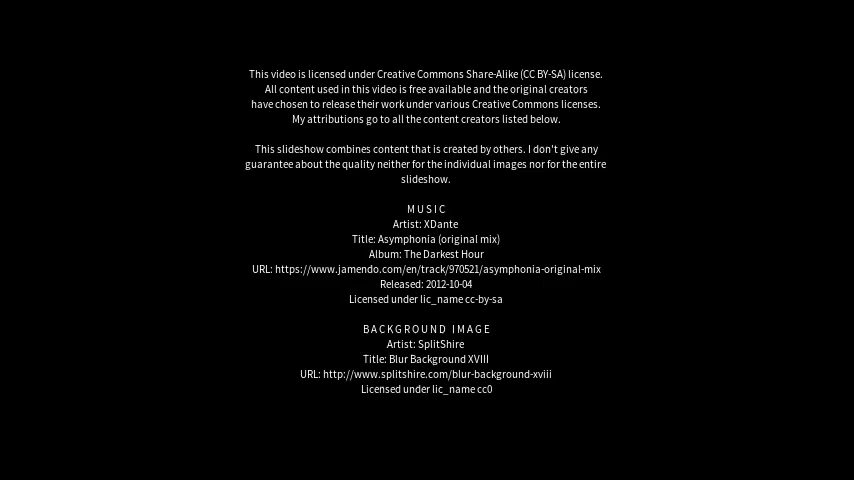 This video is licensed under Creative Commons Share-Alike (CC BY-SA) license.
All content used in this video is free available and the original creators
have chosen to release their work under various Creative Commons licenses.
My attributions go to all the content creators listed below.
This slideshow combines content that is created by others. I don't give any
guarantee about the quality neither for the individual images nor for the entire
slideshow.
MUSIC
Artist: XDante
Title: Asymphonia (original mix)
Album: The Darkest Hour
URL: https://www.jamendo.com/en/track/970521/asymphonia-original-mix
Released: 2012-10-04
Licensed under lic_name cc-by-sa
BACKGROUND IMAGE
Artist: SplitShire
Title: Blur Background XVIII
URL: http://www.splitshire.com/blur-background-xviii
Licensed under lic_name cc0